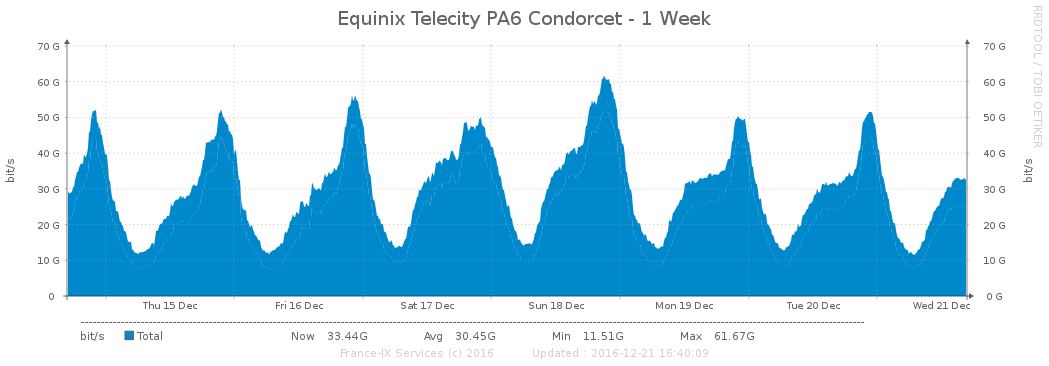 Equinix Telecity PA6 Condorcet - 1 Week
RRDTOOL / TOBI OETIKER
70 G 70 G
60 G 60 G
50 G 50 G
40 G 40 G
30 G 30 G
20 G 20 G
10 G 10 G
0 0 G
bit/s
bit/s
Thu 15 Dec Fri 16 Dec Sat 17 Dec Sun 18 Dec Mon 19 Dec Tue 20 Dec Wed 21 Dec
bit/s Total Now 33.44G Avg 30.45G Min 11.51G Max 61.67G
France-IX Services (c) 2016 Updated : 2016-12-21 16:40:09